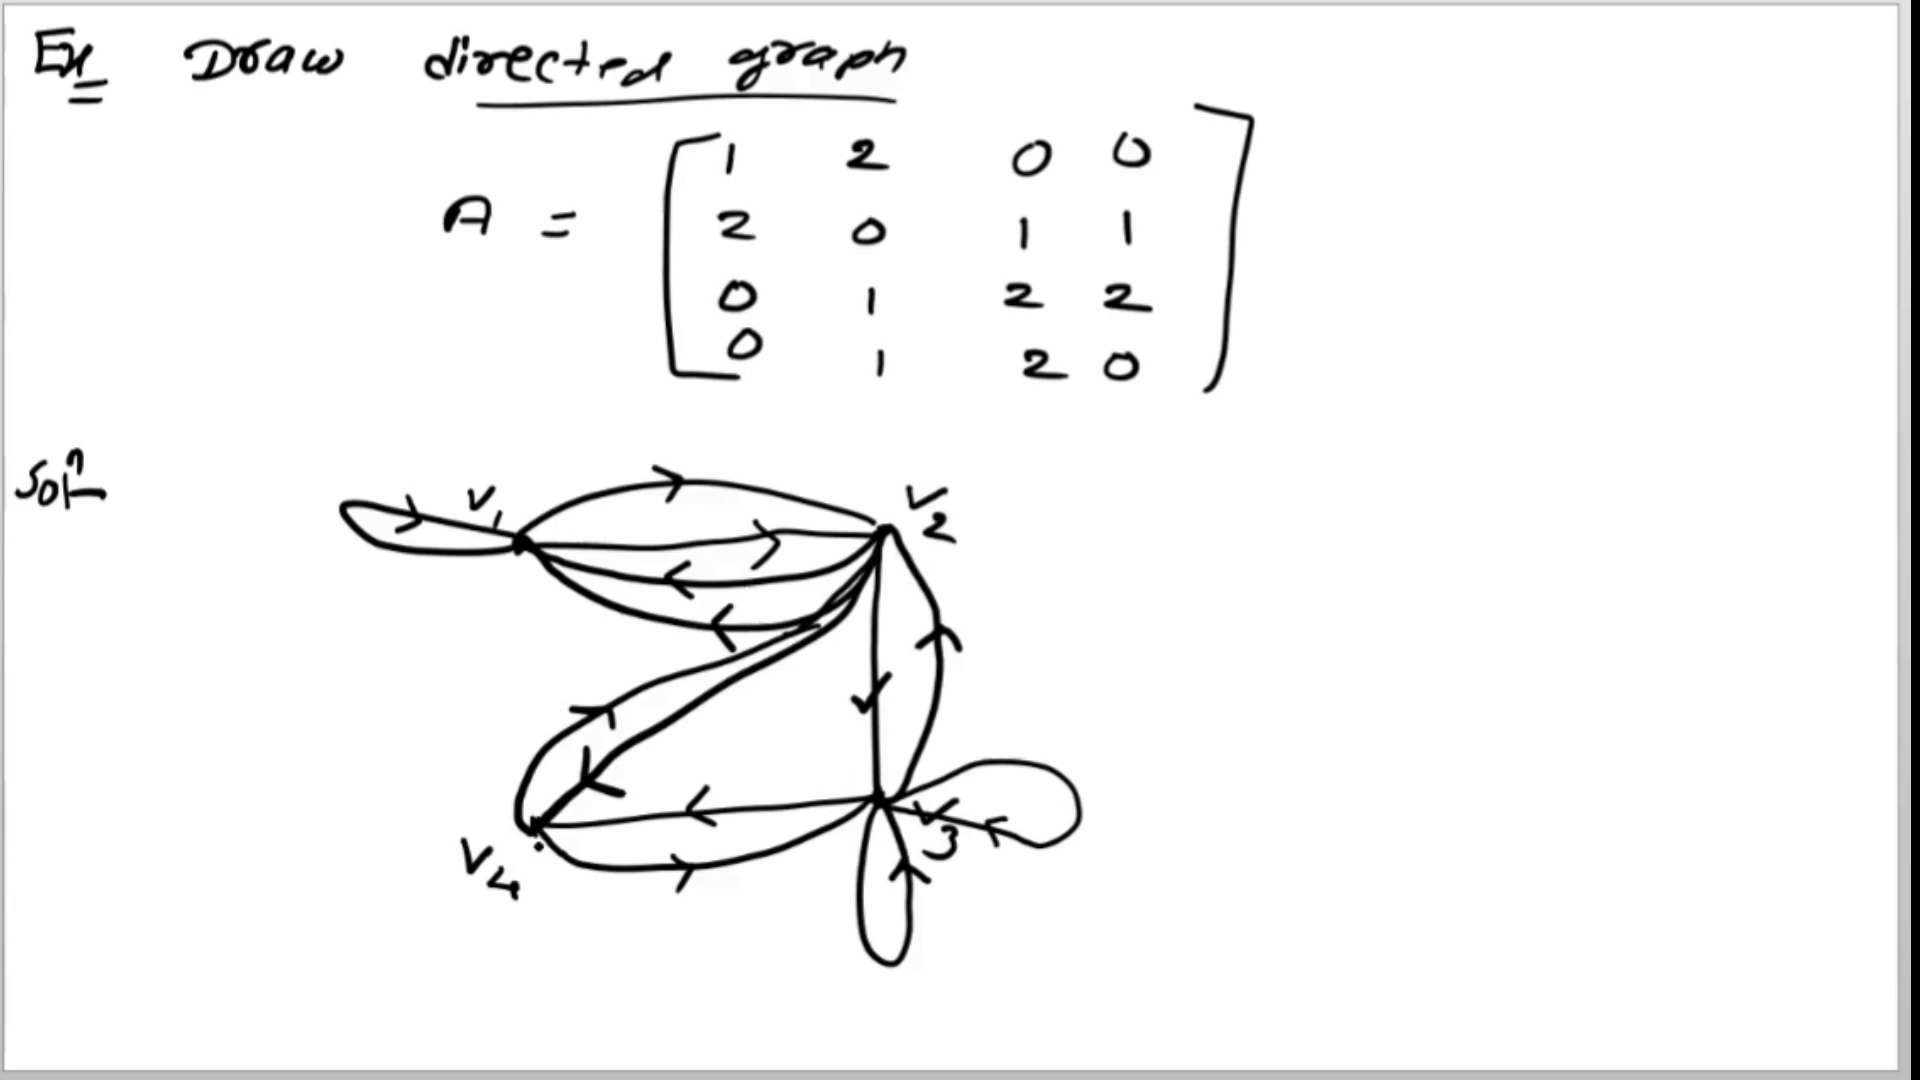 Ex Draw directed graph
A = [ 1 2 0 0
2 0 1 1
0 1 2 2
0 1 2 0 ]
Soln
V1
V2
V3
V4